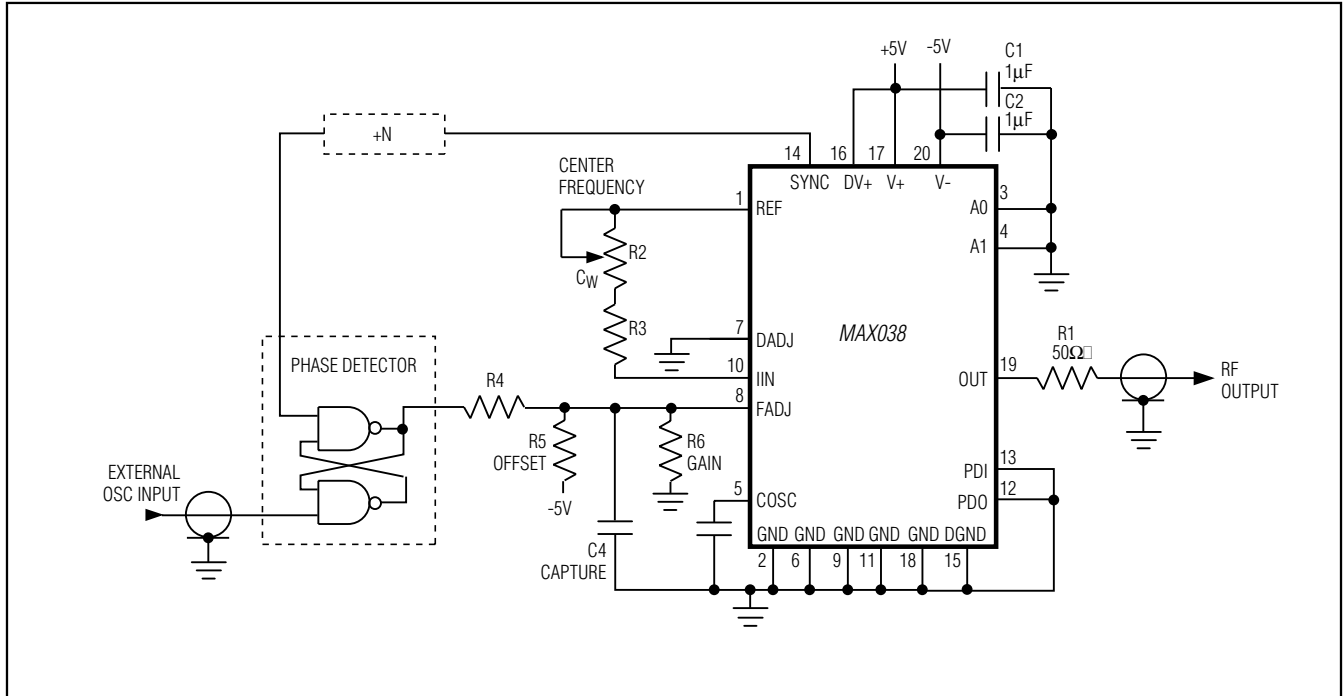 +5V -5V
C1
1µF
C2
1µF
+N
14 16 17 20
SYNC DV+ V+ V-
CENTER
FREQUENCY
1
REF
R2
CW
R3
3
A0
4
A1
7
DADJ
MAX038
10
IIN
8
FADJ
PHASE DETECTOR
R4
R5
OFFSET
-5V
R6
GAIN
R1
50Ω□
19
OUT
RF
OUTPUT
EXTERNAL
OSC INPUT
5
COSC
C4
CAPTURE
13
PDI
12
PDO
GND GND GND GND GND DGND
2 6 9 11 18 15